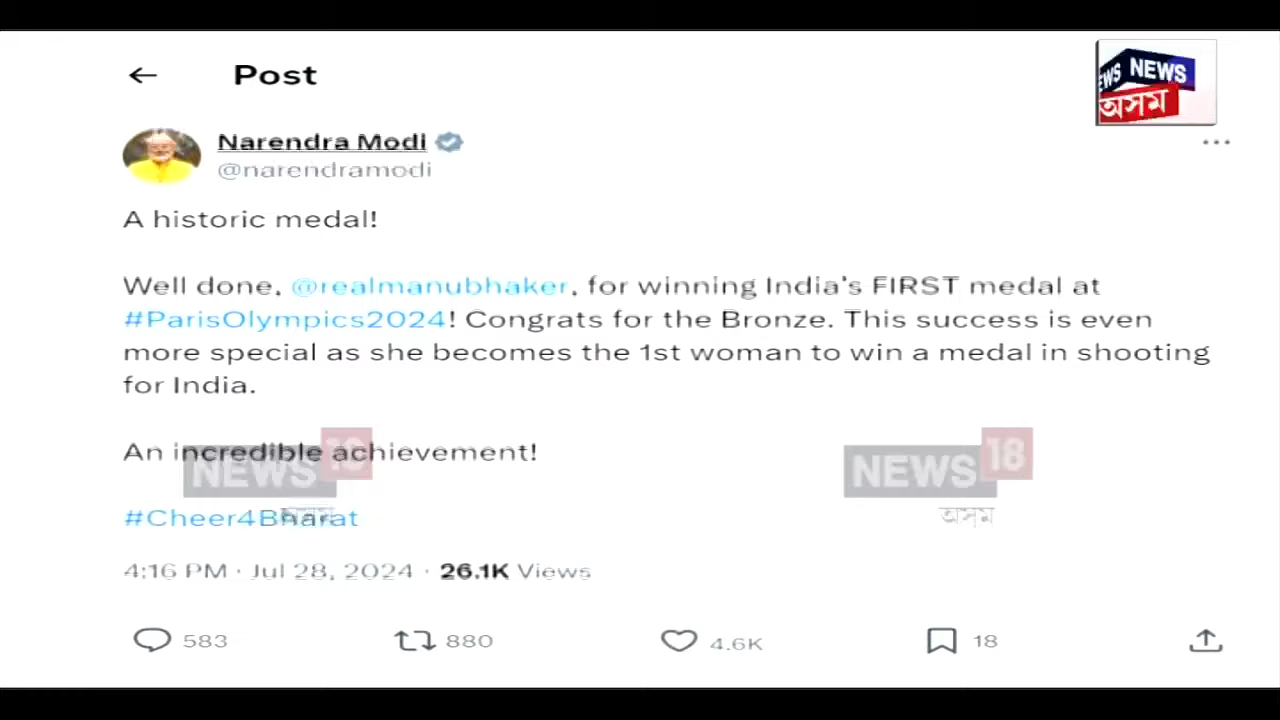 Post
NEWS
অসম
Narendra Modi
@narendramodi
A historic medal!
Well done, @realmanubhaker, for winning India's FIRST medal at
#ParisOlympics2024! Congrats for the Bronze. This success is even
more special as she becomes the 1st woman to win a medal in shooting
for India.
An incredible achievement!
NEWS 18
NEWS 18
#Cheer4Bharat
অসম
অসম
4:16 PM · Jul 28, 2024 · 26.1K Views
583 880 4.6K 18